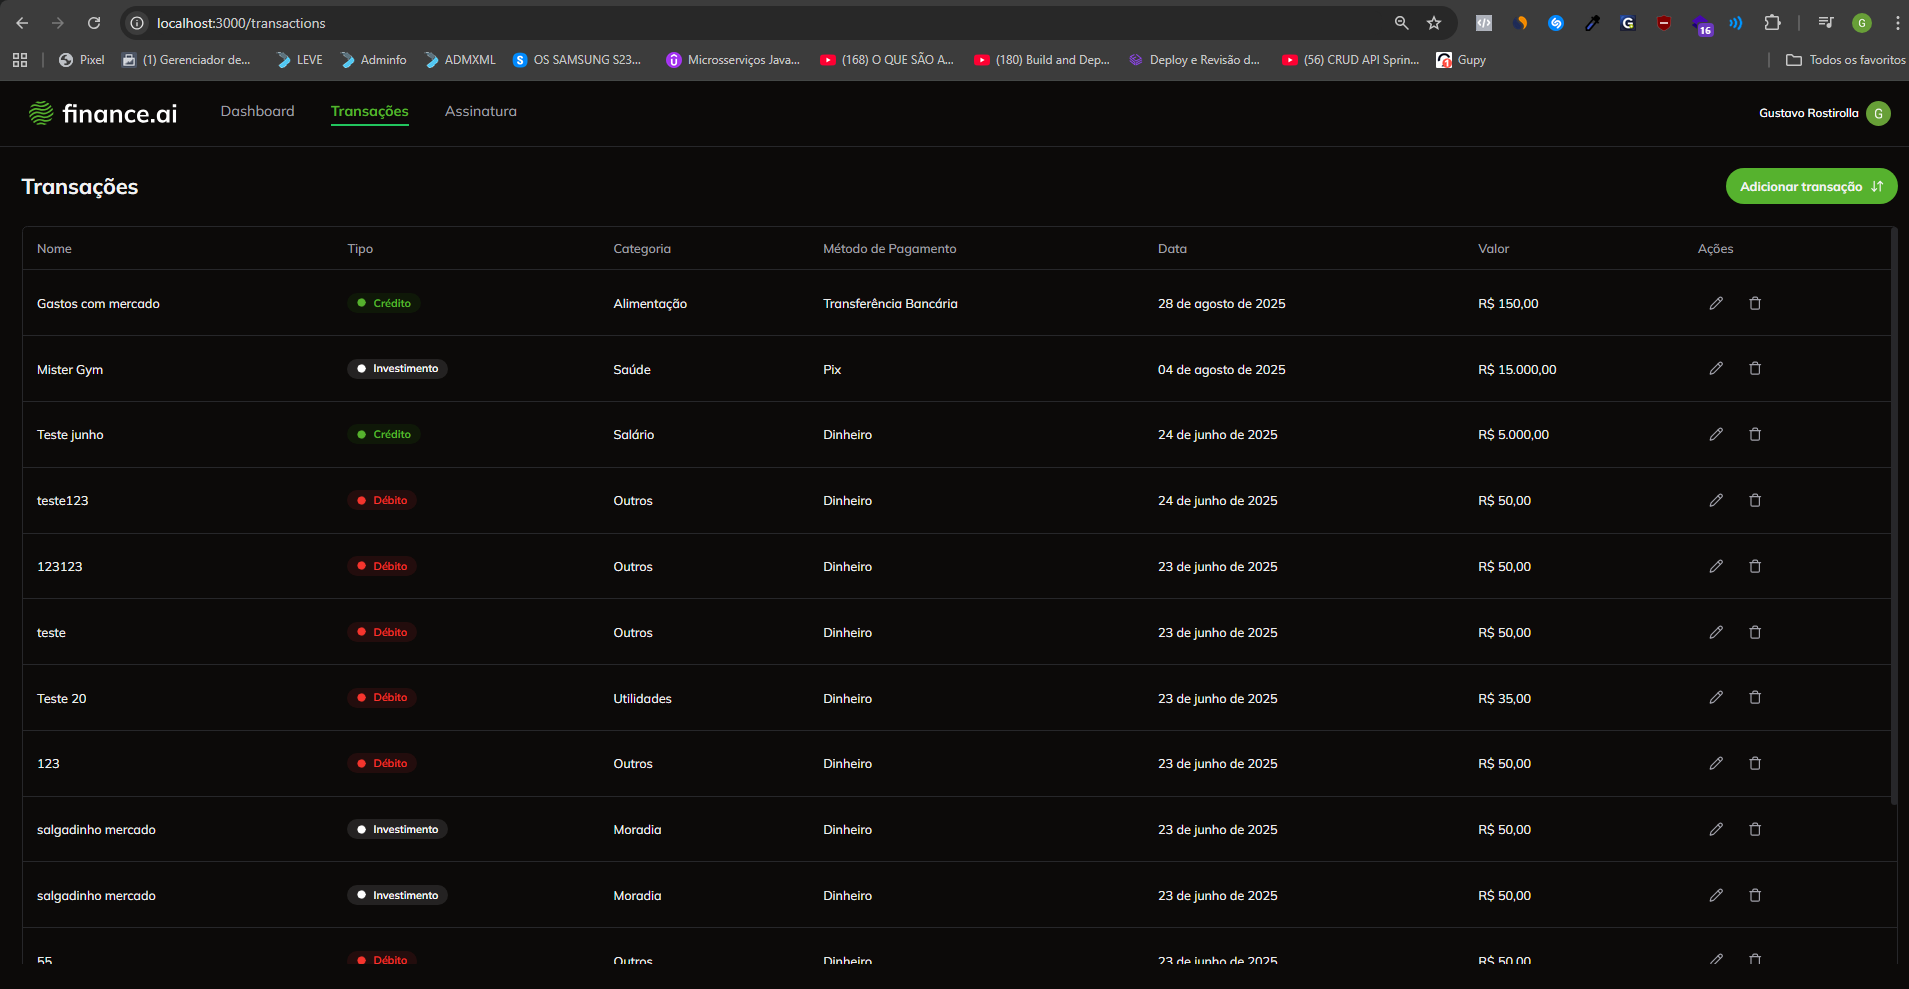 localhost:3000/transactions
G
16
G
Pixel (1) Gerenciador de... LEVE Adminfo ADMXML S OS SAMSUNG S23... Microsserviços Java... (168) O QUE SÃO A... (180) Build and Dep... Deploy e Revisão d... (56) CRUD API Sprin... Gupy Todos os favoritos
finance.ai Dashboard Transações Assinatura Gustavo Rostirolla G
Transações Adicionar transação
Nome Tipo Categoria Método de Pagamento Data Valor Ações
Gastos com mercado Crédito Alimentação Transferência Bancária 28 de agosto de 2025 R$ 150,00
Mister Gym Investimento Saúde Pix 04 de agosto de 2025 R$ 15.000,00
Teste junho Crédito Salário Dinheiro 24 de junho de 2025 R$ 5.000,00
teste123 Débito Outros Dinheiro 24 de junho de 2025 R$ 50,00
123123 Débito Outros Dinheiro 23 de junho de 2025 R$ 50,00
teste Débito Outros Dinheiro 23 de junho de 2025 R$ 50,00
Teste 20 Débito Utilidades Dinheiro 23 de junho de 2025 R$ 35,00
123 Débito Outros Dinheiro 23 de junho de 2025 R$ 50,00
salgadinho mercado Investimento Moradia Dinheiro 23 de junho de 2025 R$ 50,00
salgadinho mercado Investimento Moradia Dinheiro 23 de junho de 2025 R$ 50,00
55 Débito Outros Dinheiro 23 de junho de 2025 R$ 50,00